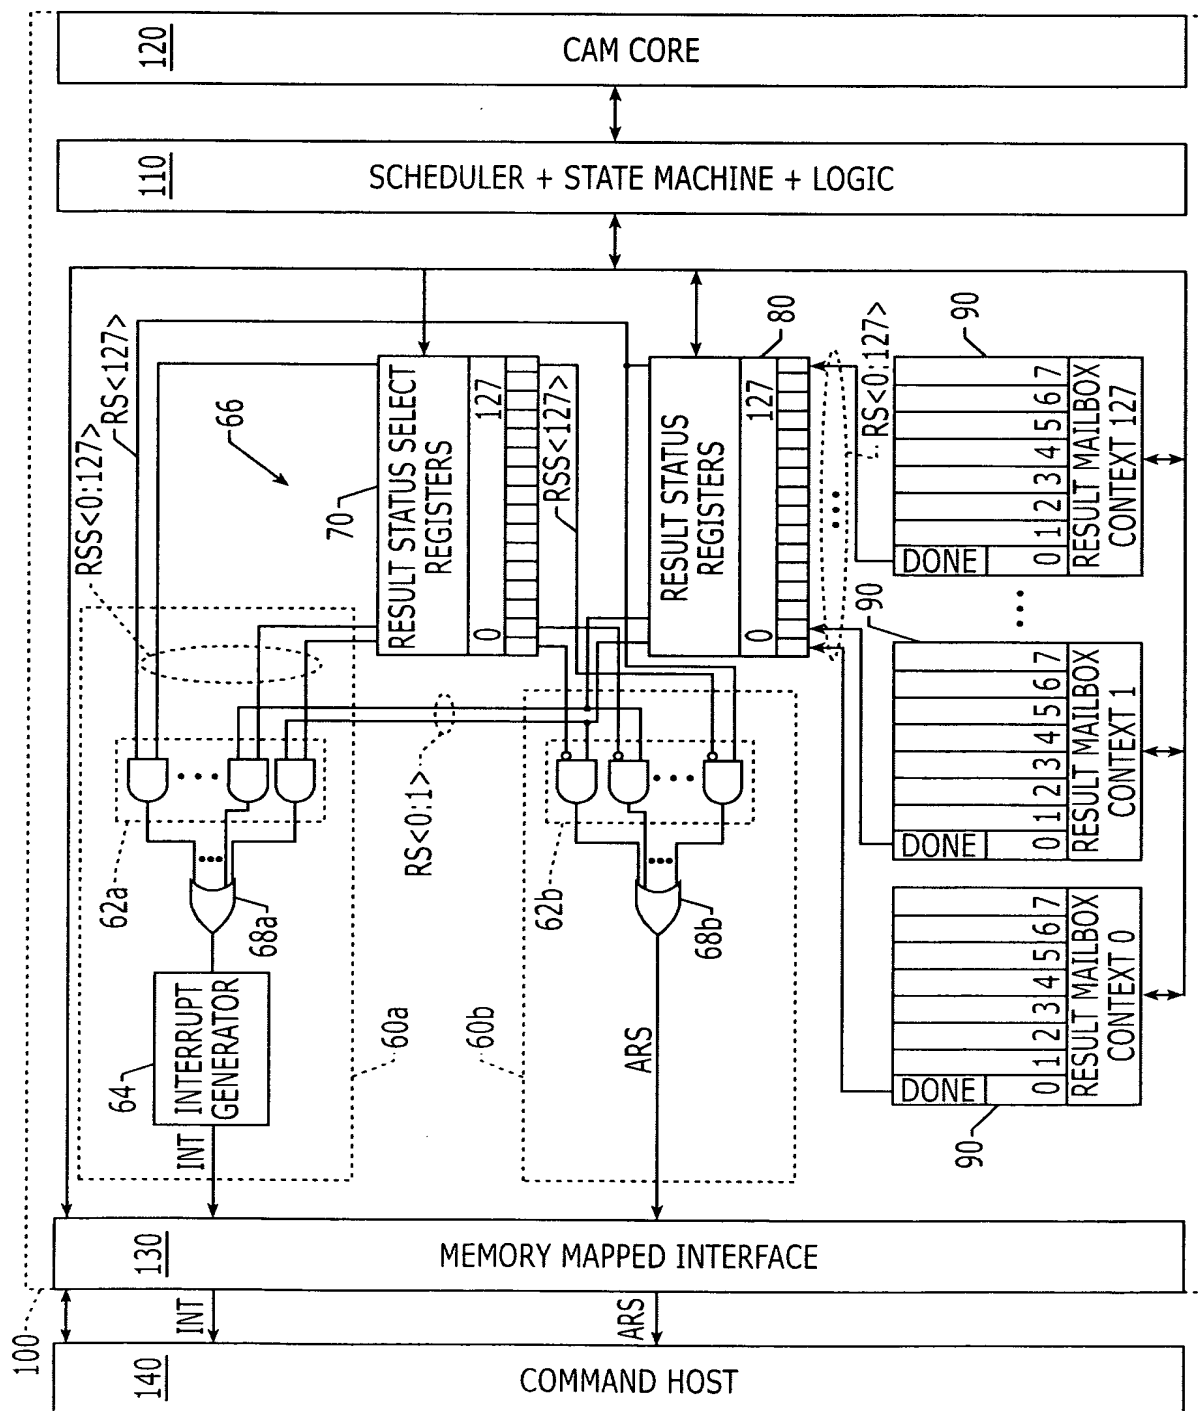 100
120
CAM CORE
110
SCHEDULER + STATE MACHINE + LOGIC
RS<127>
RSS<0:127>
66
70
RESULT STATUS SELECT
REGISTERS
0
127
RSS<127>
RESULT STATUS
REGISTERS
0
127
80
RS<0:127>
RS<0:1>
62a
68a
64
INTERRUPT
GENERATOR
INT
60a
62b
68b
60b
ARS
90
DONE
0 1 2 3 4 5 6 7
RESULT MAILBOX
CONTEXT 0
90
DONE
0 1 2 3 4 5 6 7
RESULT MAILBOX
CONTEXT 1
90
DONE
0 1 2 3 4 5 6 7
RESULT MAILBOX
CONTEXT 127
130
MEMORY MAPPED INTERFACE
INT
ARS
140
COMMAND HOST